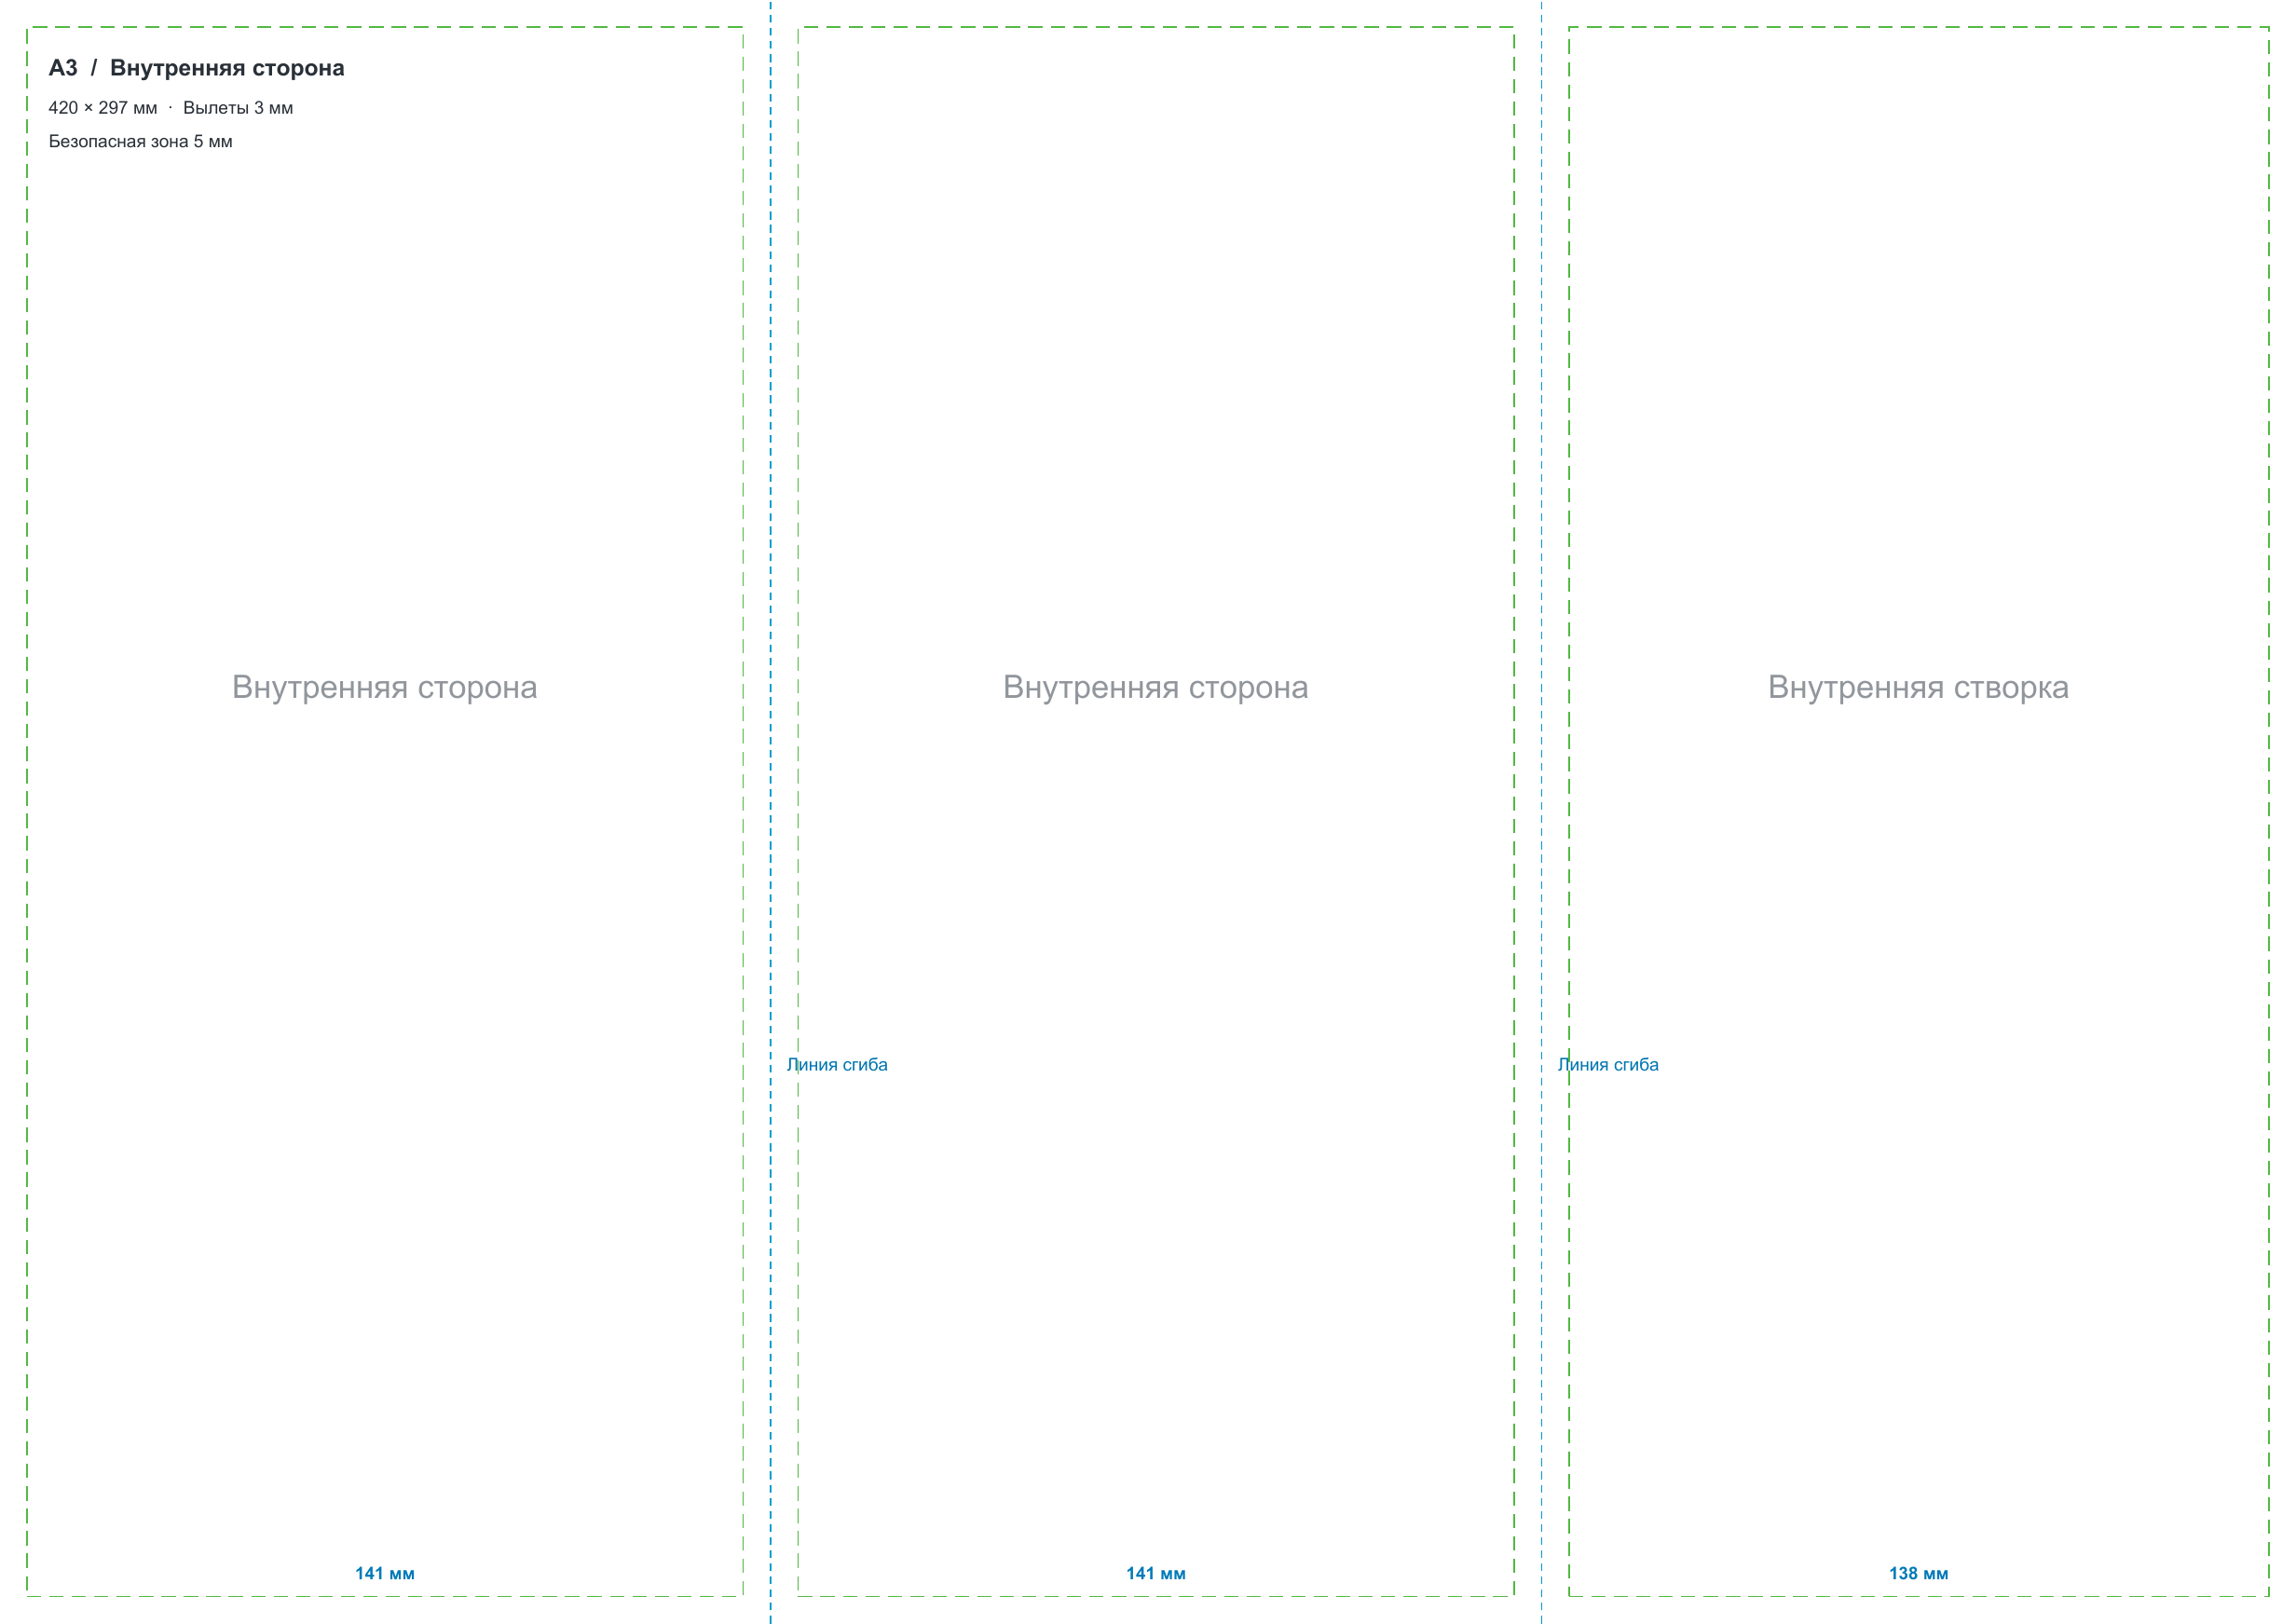 А3 / Внутренняя сторона
420 × 297 мм · Вылеты 3 мм
Безопасная зона 5 мм
Внутренняя сторона
Внутренняя сторона
Внутренняя створка
Линия сгиба
Линия сгиба
141 мм
141 мм
138 мм